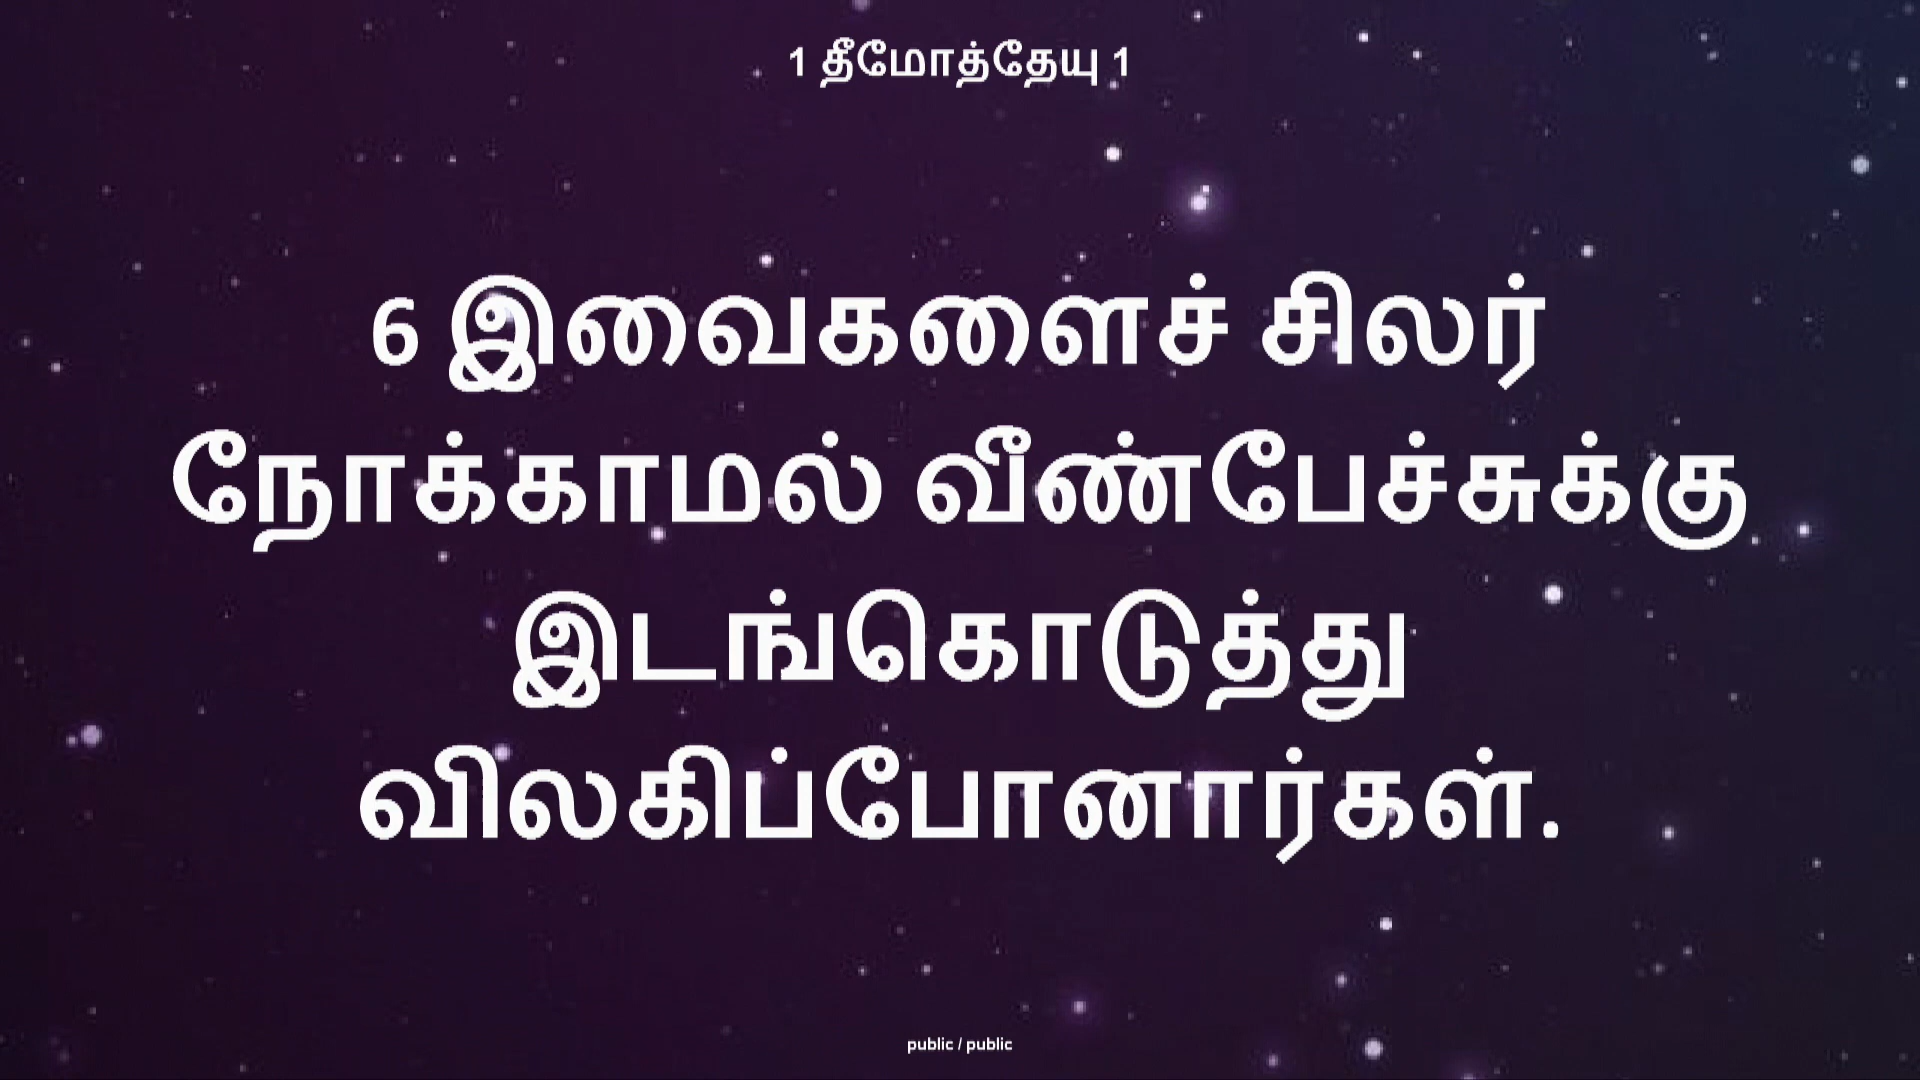 1 தீமோத்தேயு 1
6 இவைகளைச் சிலர்
நோக்காமல் வீண்பேச்சுக்கு
இடங்கொடுத்து
விலகிப்போனார்கள்.
public / public